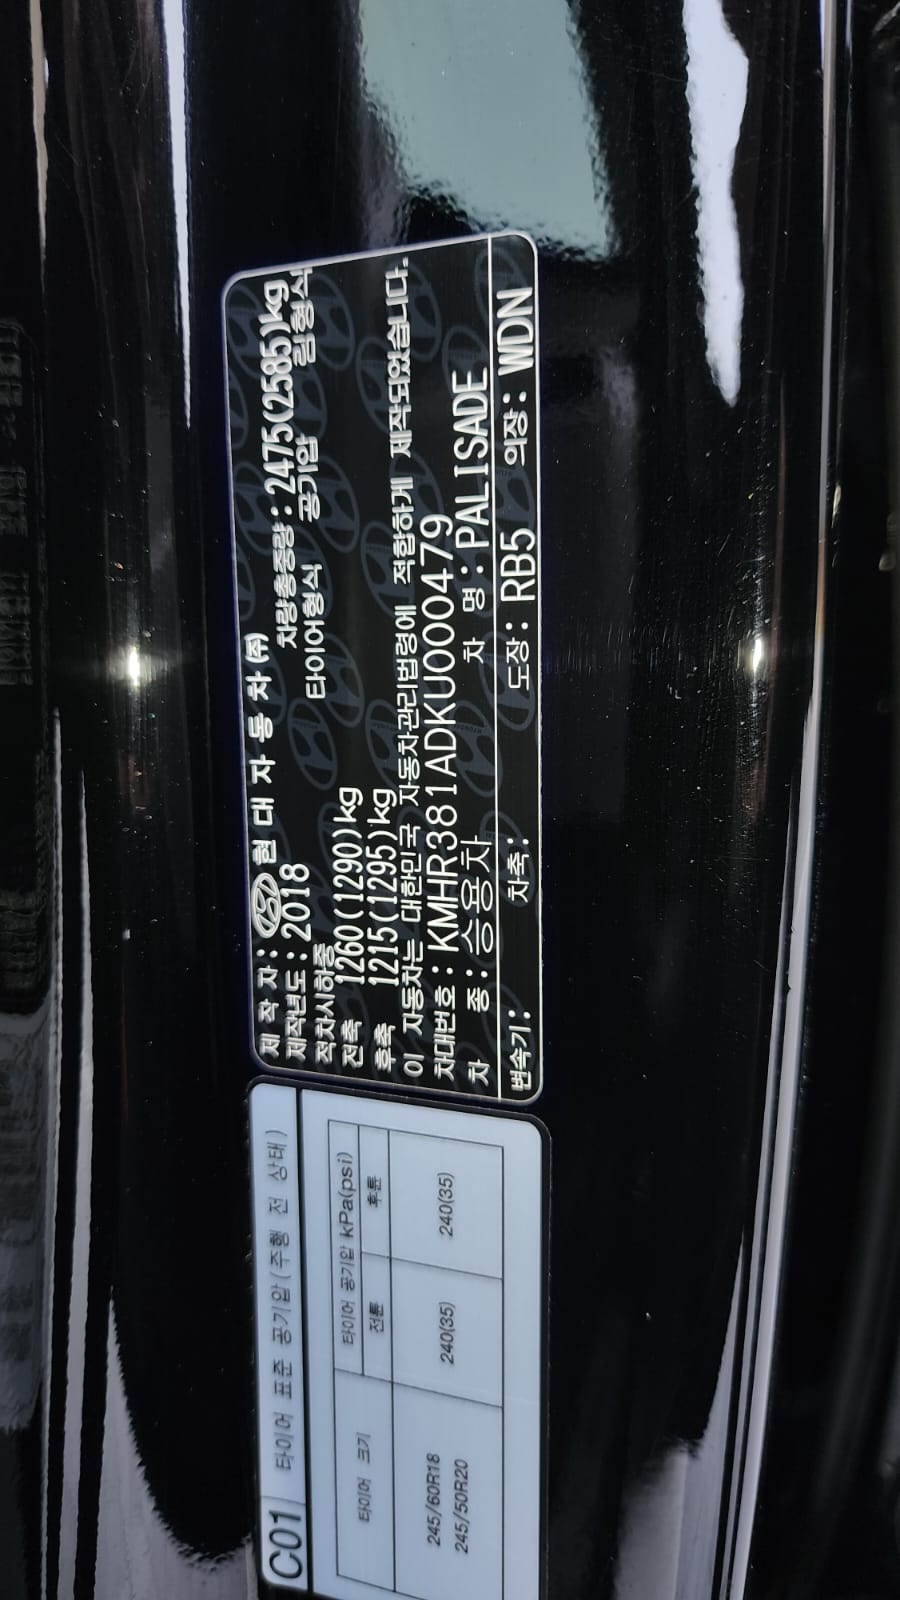 제 작 자 : 현 대 자 동 차 (주)
제작년도 : 2018 차량총중량 : 2475(2585)kg
적차시하중 타이어형식 공기압 림형식
전축 1260(1290)kg
후축 1215(1295)kg
이 자동차는 대한민국 자동차관리법령에 적합하게 제작되었습니다.
차대번호 : KMHR381ADKU000479
차 종 : 승용차 차 명 : PALISADE
변속기 : 차축 : 도장 : RB5 의장 : WDN
C01 타이어 표준 공기압 (주행 전 상태)
타이어 크기 타이어 공기압 kPa(psi)
전륜 후륜
245/60R18
245/50R20 240(35) 240(35)